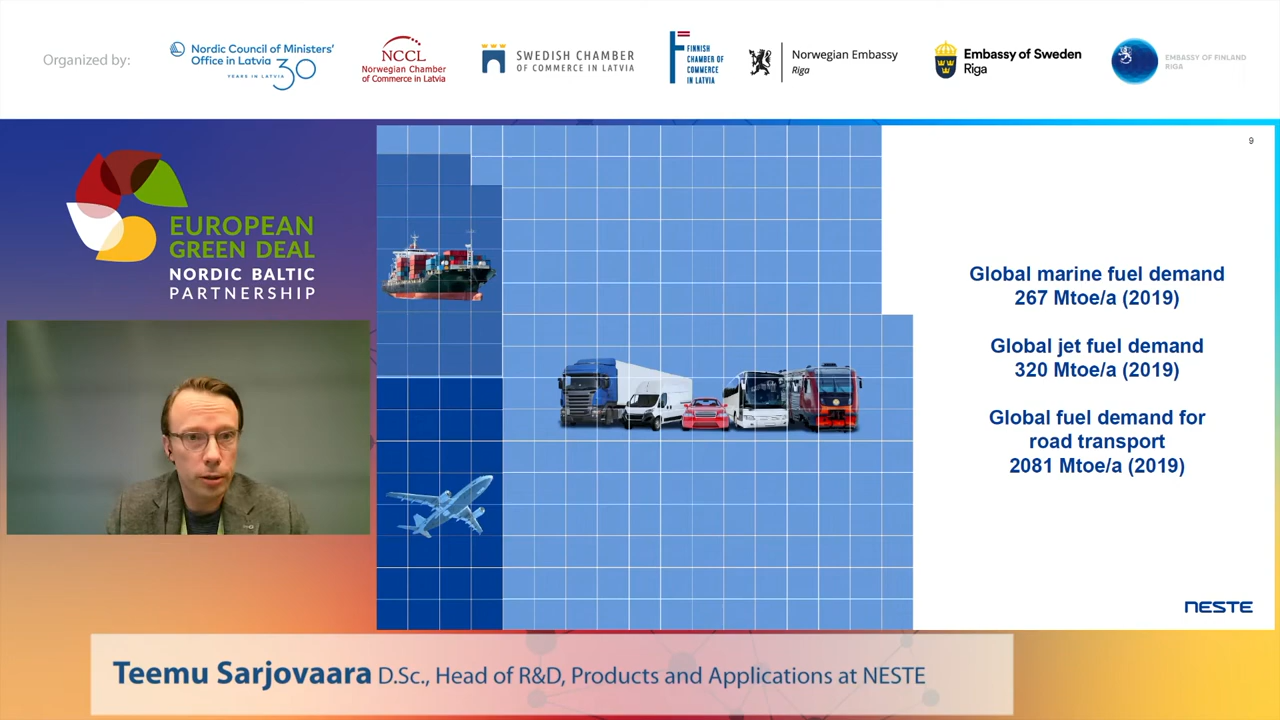 Organized by:
Nordic Council of Ministers'
Office in Latvia
YEARS IN LATVIA 30
NCCL
Norwegian Chamber
of Commerce in Latvia
SWEDISH CHAMBER
OF COMMERCE IN LATVIA
FINNISH
CHAMBER OF
COMMERCE
IN LATVIA
Norwegian Embassy
Riga
Embassy of Sweden
Riga
EMBASSY OF FINLAND
RIGA
EUROPEAN
GREEN DEAL
NORDIC BALTIC
PARTNERSHIP
9
Global marine fuel demand
267 Mtoe/a (2019)
Global jet fuel demand
320 Mtoe/a (2019)
Global fuel demand for
road transport
2081 Mtoe/a (2019)
NESTE
Teemu Sarjovaara D.Sc., Head of R&D, Products and Applications at NESTE